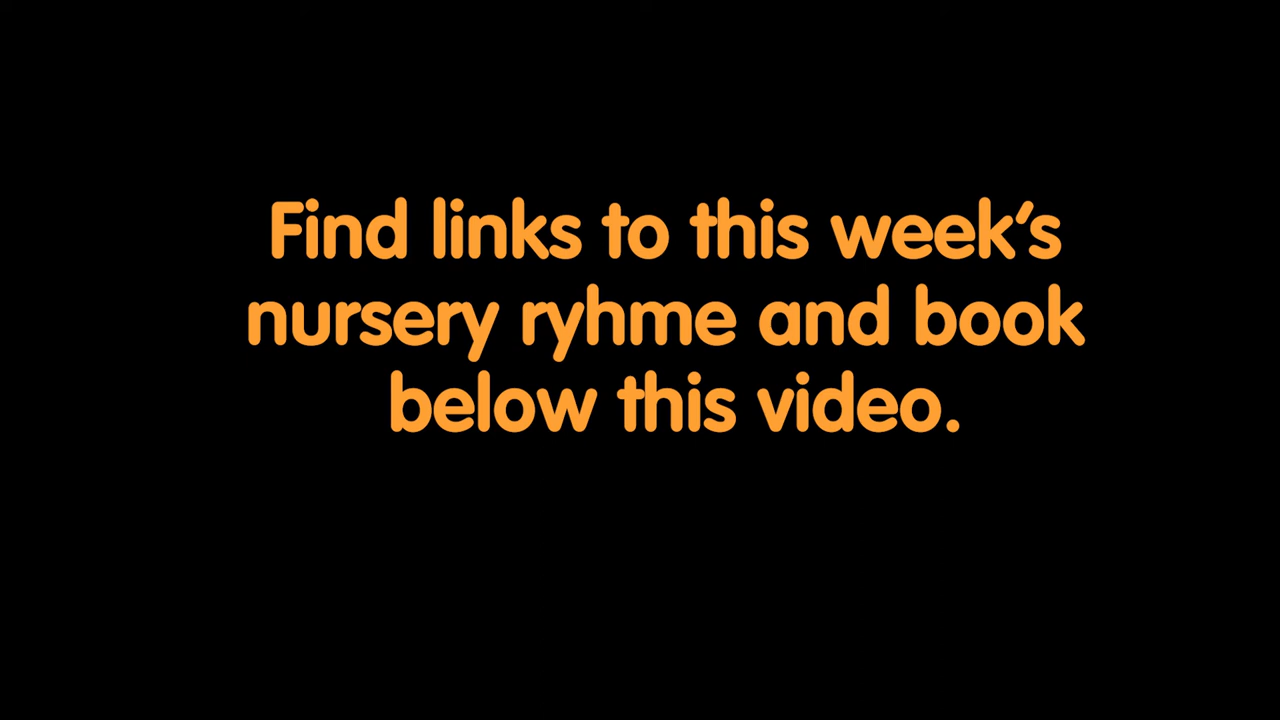 Find links to this week's
nursery ryhme and book
below this video.